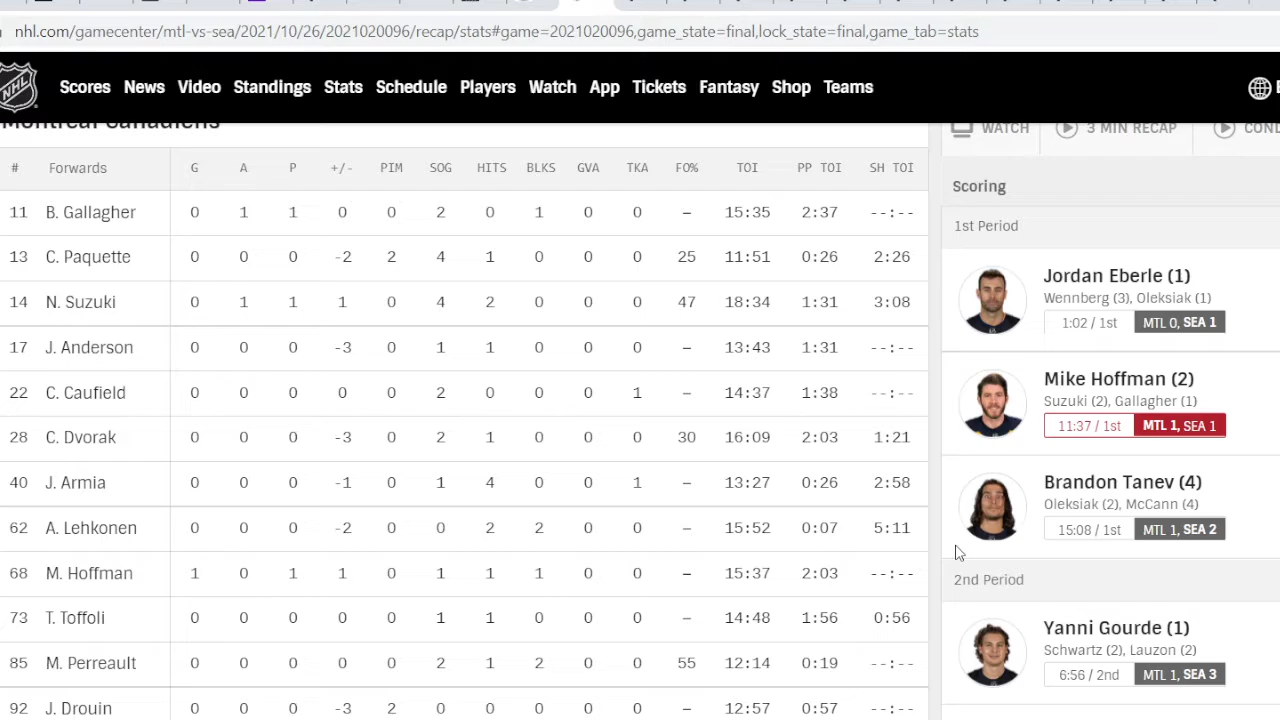 nhl.com/gamecenter/mtl-vs-sea/2021/10/26/2021020096/recap/stats#game=2021020096,game_state=final,lock_state=final,game_tab=stats
NHL Scores News Video Standings Stats Schedule Players Watch App Tickets Fantasy Shop Teams
Montreal Canadiens
# Forwards G A P +/- PIM SOG HITS BLKS GVA TKA FO% TOI PP TOI SH TOI
11 B. Gallagher 0 1 1 0 0 2 0 1 0 0 – 15:35 2:37 --:--
13 C. Paquette 0 0 0 -2 2 4 1 0 0 0 25 11:51 0:26 2:26
14 N. Suzuki 0 1 1 1 0 4 2 0 0 0 47 18:34 1:31 3:08
17 J. Anderson 0 0 0 -3 0 1 1 0 0 0 – 13:43 1:31 --:--
22 C. Caufield 0 0 0 0 0 2 0 0 0 1 – 14:37 1:38 --:--
28 C. Dvorak 0 0 0 -3 0 2 1 0 0 0 30 16:09 2:03 1:21
40 J. Armia 0 0 0 -1 0 1 4 0 0 1 – 13:27 0:26 2:58
62 A. Lehkonen 0 0 0 -2 0 0 2 2 0 0 – 15:52 0:07 5:11
68 M. Hoffman 1 0 1 1 0 1 1 1 0 0 – 15:37 2:03 --:--
73 T. Toffoli 0 0 0 0 0 1 1 0 0 0 – 14:48 1:56 0:56
85 M. Perreault 0 0 0 0 0 2 1 2 0 0 55 12:14 0:19 --:--
92 J. Drouin 0 0 0 -3 2 0 0 0 0 0 – 12:57 0:57 --:--
WATCH 3 MIN RECAP
Scoring
1st Period
Jordan Eberle (1)
Wennberg (3), Oleksiak (1)
1:02 / 1st MTL 0, SEA 1
Mike Hoffman (2)
Suzuki (2), Gallagher (1)
11:37 / 1st MTL 1, SEA 1
Brandon Tanev (4)
Oleksiak (2), McCann (4)
15:08 / 1st MTL 1, SEA 2
2nd Period
Yanni Gourde (1)
Schwartz (2), Lauzon (2)
6:56 / 2nd MTL 1, SEA 3